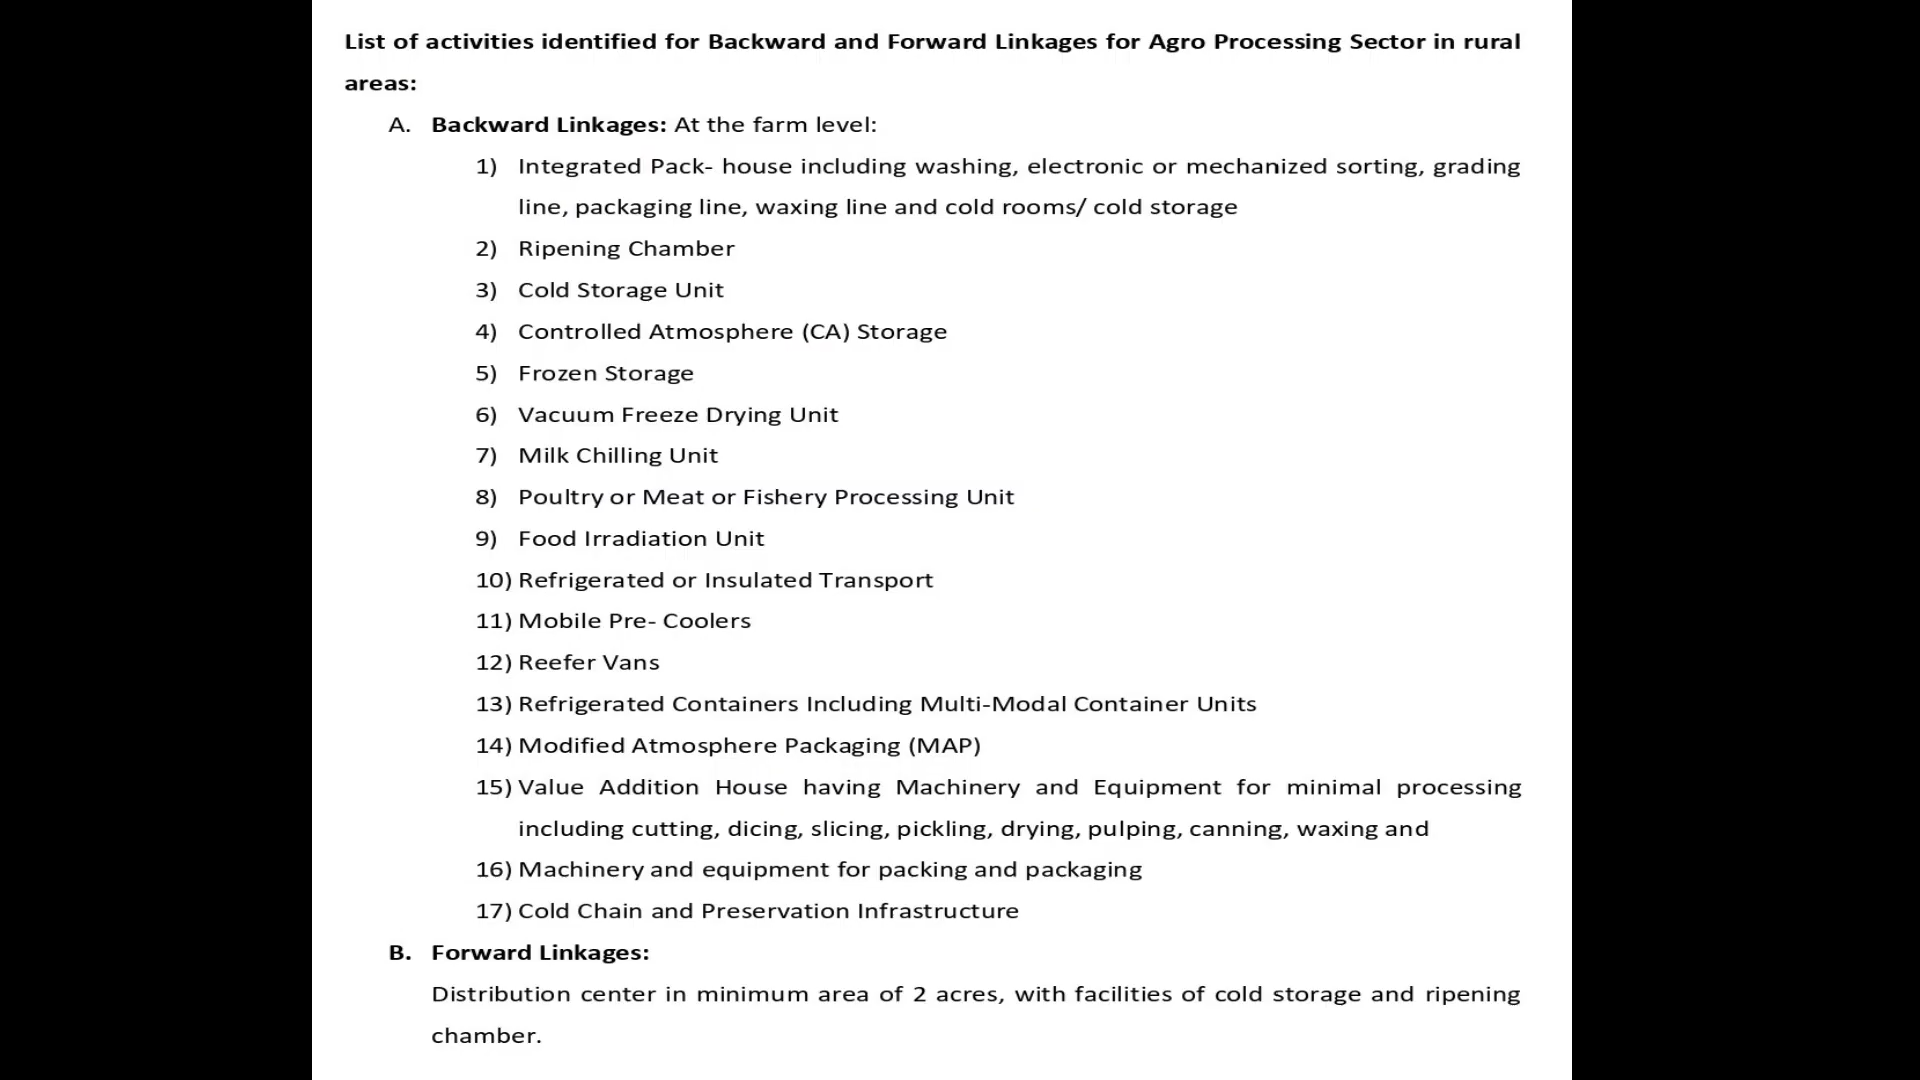 List of activities identified for Backward and Forward Linkages for Agro Processing Sector in rural
areas:
A. Backward Linkages: At the farm level:
1) Integrated Pack- house including washing, electronic or mechanized sorting, grading
line, packaging line, waxing line and cold rooms/ cold storage
2) Ripening Chamber
3) Cold Storage Unit
4) Controlled Atmosphere (CA) Storage
5) Frozen Storage
6) Vacuum Freeze Drying Unit
7) Milk Chilling Unit
8) Poultry or Meat or Fishery Processing Unit
9) Food Irradiation Unit
10) Refrigerated or Insulated Transport
11) Mobile Pre- Coolers
12) Reefer Vans
13) Refrigerated Containers Including Multi-Modal Container Units
14) Modified Atmosphere Packaging (MAP)
15) Value Addition House having Machinery and Equipment for minimal processing
including cutting, dicing, slicing, pickling, drying, pulping, canning, waxing and
16) Machinery and equipment for packing and packaging
17) Cold Chain and Preservation Infrastructure
B. Forward Linkages:
Distribution center in minimum area of 2 acres, with facilities of cold storage and ripening
chamber.